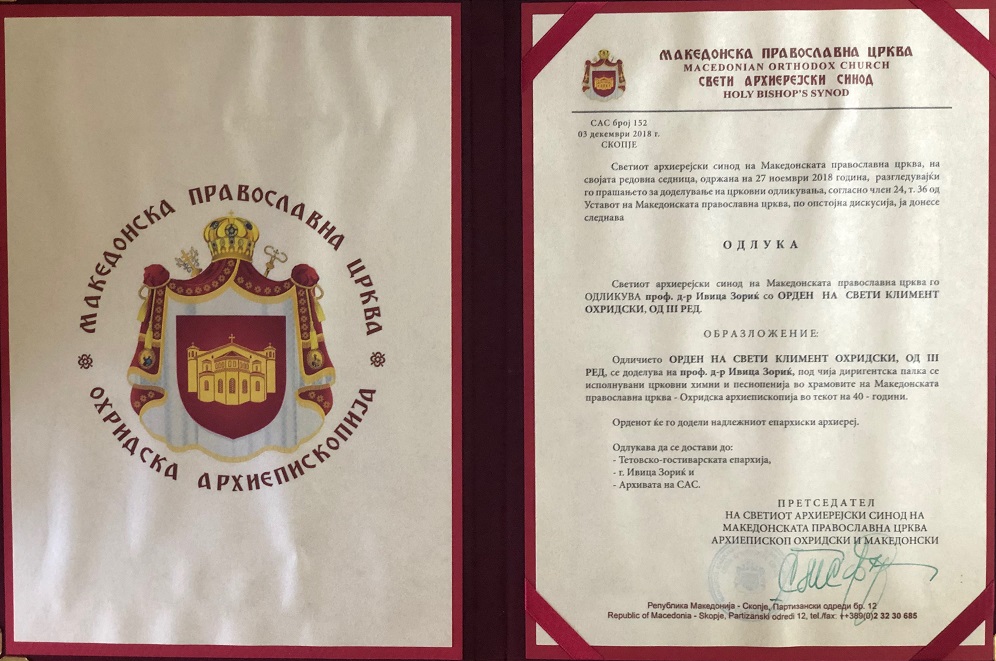 МАКЕДОНСКА ПРАВОСЛАВНА ЦРКВА
ОХРИДСКА АРХИЕПИСКОПИЈА
МАКЕДОНСКА ПРАВОСЛАВНА ЦРКВА
MACEDONIAN ORTHODOX CHURCH
СВЕТИ АРХИЕРЕЈСКИ СИНОД
HOLY BISHOP'S SYNOD
САС број 152
03 декември 2018 г.
СКОПЈЕ
Светиот архиерејски синод на Македонската православна црква, на
својата редовна седница, одржана на 27 ноември 2018 година, разгледувајќи
го прашањето за доделување на црковни одликувања, согласно член 24, т. 36 од
Уставот на Македонската православна црква, по опстојна дискусија, ја донесе
следнава
ОДЛУКА
Светиот архиерејски синод на Македонската православна црква го
ОДЛИКУВА проф. д-р Ивица Зориќ со ОРДЕН НА СВЕТИ КЛИМЕНТ
ОХРИДСКИ, ОД III РЕД.
ОБРАЗЛОЖЕНИЕ:
Одличието ОРДЕН НА СВЕТИ КЛИМЕНТ ОХРИДСКИ, ОД III
РЕД, се доделува на проф. д-р Ивица Зориќ, под чија диригентска палка се
исполнувани црковни химни и песнопенија во храмовите на Македонската
православна црква - Охридска архиепископија во текот на 40 - години.
Орденот ќе го додели надлежниот епархиски архиереј.
Одлукава да се достави до:
- Тетовско-гостиварската епархија,
- г. Ивица Зориќ и
- Архивата на САС.
ПРЕТСЕДАТЕЛ
НА СВЕТИОТ АРХИЕРЕЈСКИ СИНОД НА
МАКЕДОНСКАТА ПРАВОСЛАВНА ЦРКВА
АРХИЕПИСКОП ОХРИДСКИ И МАКЕДОНСКИ
Република Македонија - Скопје, Партизански одреди бр. 12
Republic of Macedonia - Skopje, Partizanski odredi 12, tel./fax: ++389(0)2 32 30 685